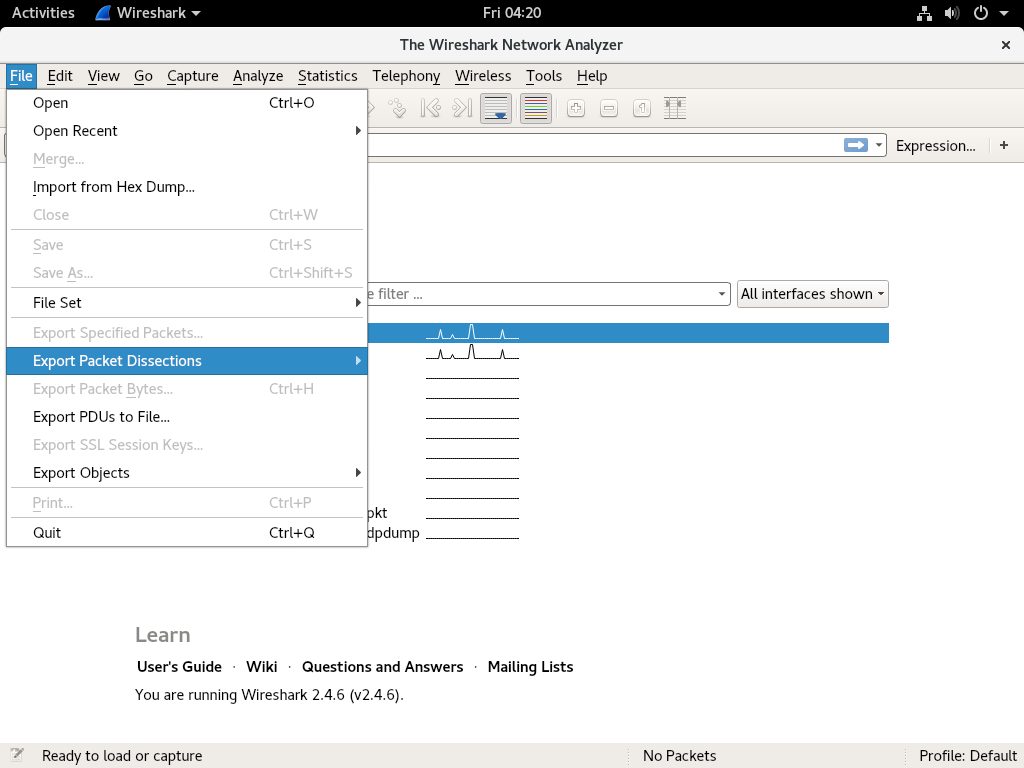 Activities Wireshark Fri 04:20
The Wireshark Network Analyzer
File Edit View Go Capture Analyze Statistics Telephony Wireless Tools Help
Open Ctrl+O
Open Recent
Merge...
Expression... +
Import from Hex Dump...
Close Ctrl+W
Save Ctrl+S
Save As... Ctrl+Shift+S
e filter ... All interfaces shown
File Set
Export Specified Packets...
Export Packet Dissections
Export Packet Bytes... Ctrl+H
Export PDUs to File...
Export SSL Session Keys...
Export Objects
Print... Ctrl+P
pkt
Quit Ctrl+Q
dpdump
Learn
User's Guide · Wiki · Questions and Answers · Mailing Lists
You are running Wireshark 2.4.6 (v2.4.6).
Ready to load or capture No Packets Profile: Default